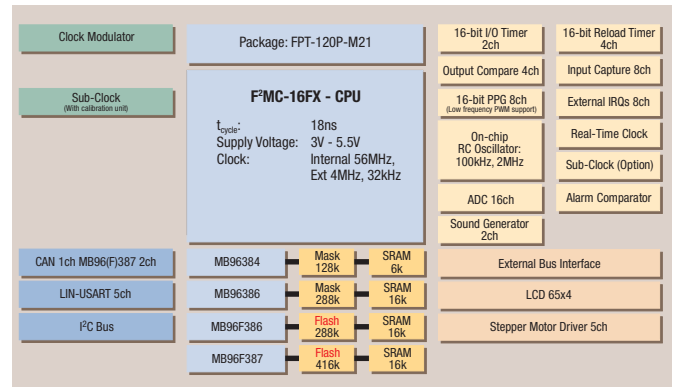 Clock Modulator
Sub-Clock
(With calibration unit)
Package: FPT-120P-M21
F²MC-16FX - CPU
tcycle: 18ns
Supply Voltage: 3V - 5.5V
Clock: Internal 56MHz,
Ext 4MHz, 32kHz
16-bit I/O Timer
2ch
16-bit Reload Timer
4ch
Output Compare 4ch
Input Capture 8ch
16-bit PPG 8ch
(Low frequency PWM support)
External IRQs 8ch
On-chip
RC Oscillator:
100kHz, 2MHz
Real-Time Clock
Sub-Clock (Option)
ADC 16ch
Alarm Comparator
Sound Generator
2ch
CAN 1ch MB96(F)387 2ch
LIN-USART 5ch
I²C Bus
MB96384
Mask
128k
SRAM
6k
MB96386
Mask
288k
SRAM
16k
MB96F386
Flash
288k
SRAM
16k
MB96F387
Flash
416k
SRAM
16k
External Bus Interface
LCD 65x4
Stepper Motor Driver 5ch